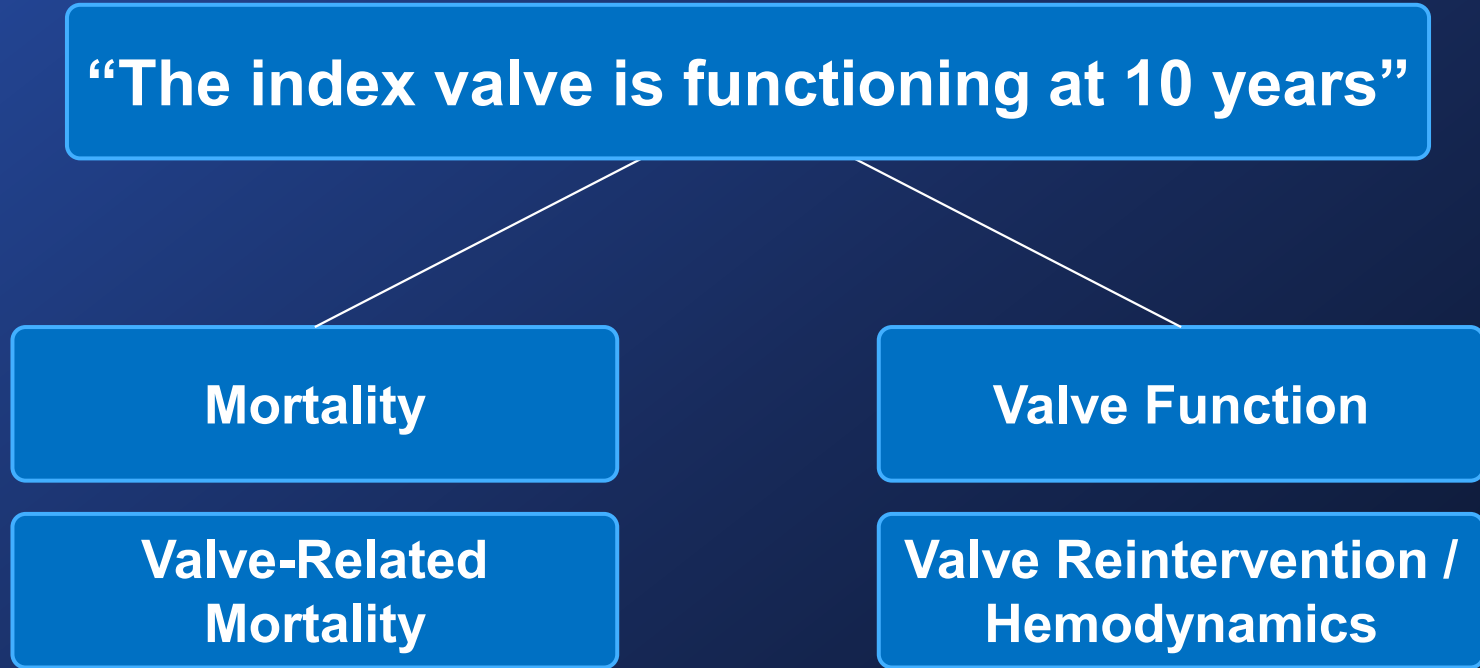 “The index valve is functioning at 10 years”
Mortality
Valve Function
Valve-Related
Mortality
Valve Reintervention /
Hemodynamics